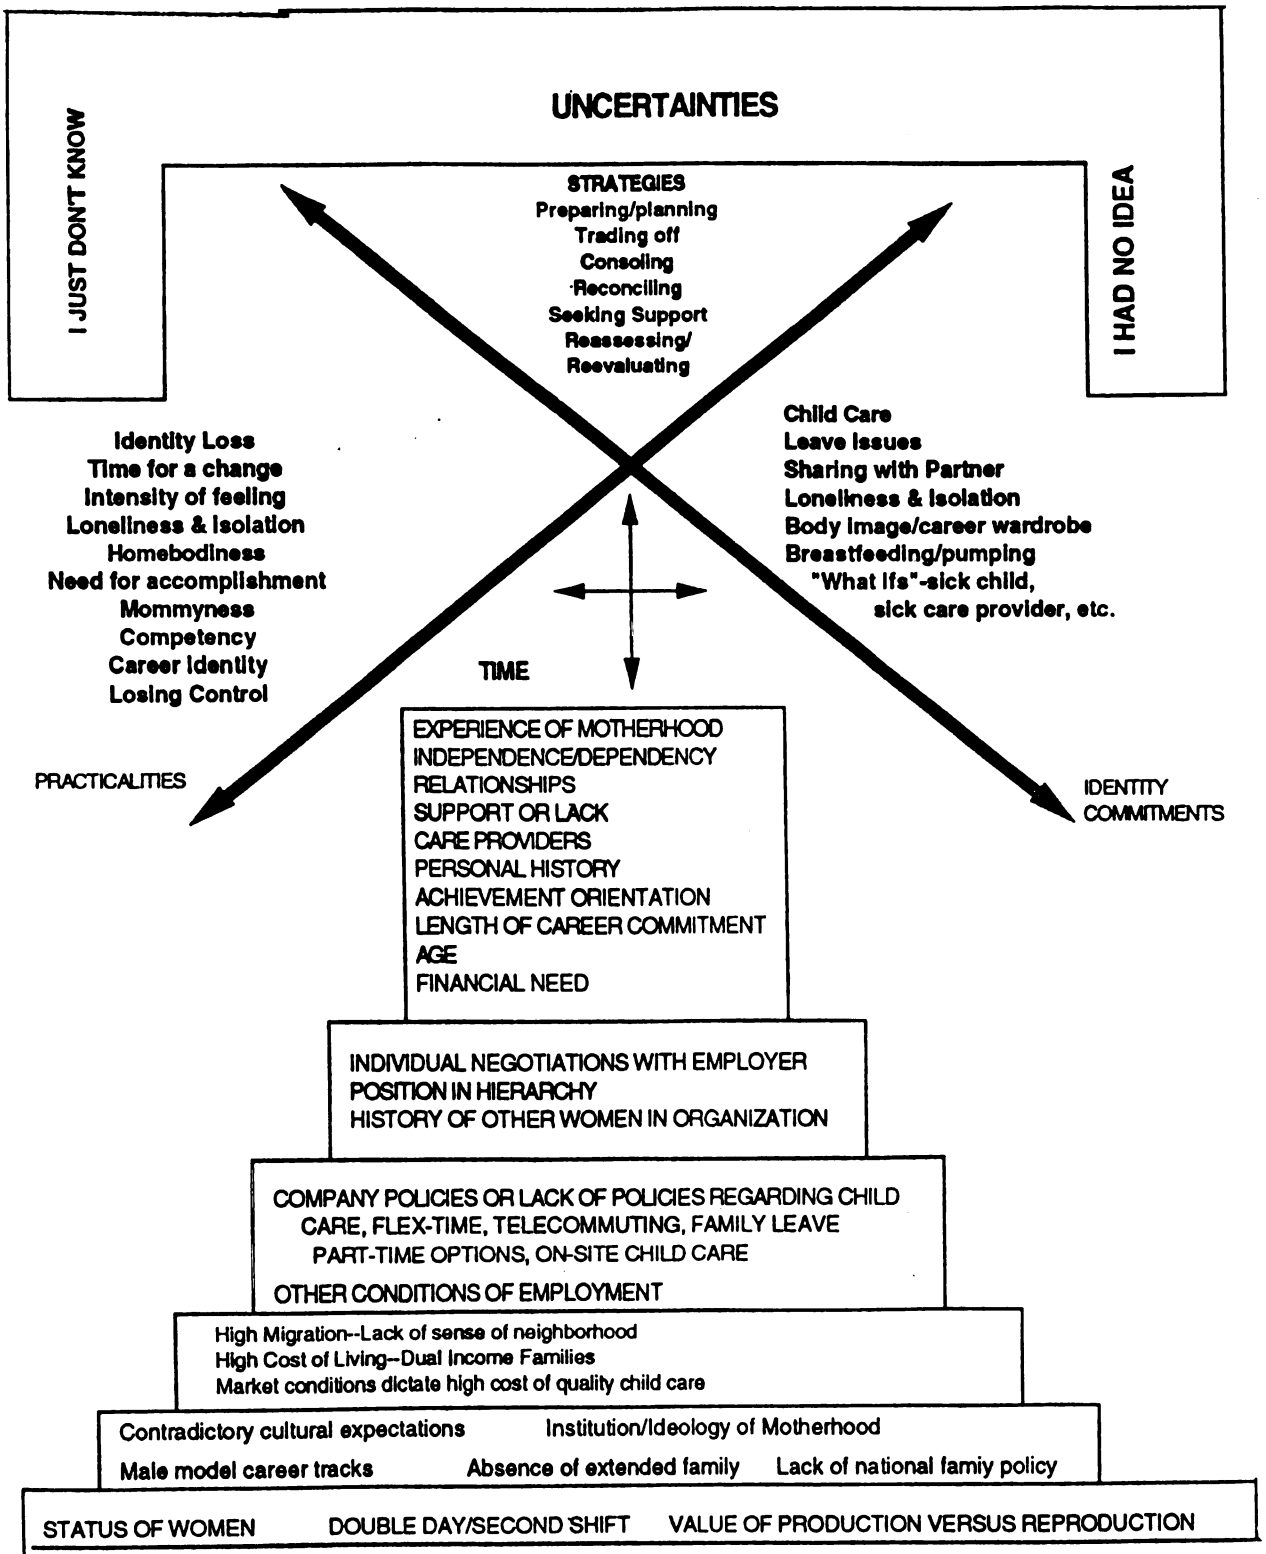 UNCERTAINTIES
I JUST DON'T KNOW
I HAD NO IDEA
STRATEGIES
Preparing/planning
Trading off
Consoling
Reconciling
Seeking Support
Reassessing/
Reevaluating
Identity Loss
Time for a change
Intensity of feeling
Loneliness & Isolation
Homebodiness
Need for accomplishment
Mommyness
Competency
Career Identity
Losing Control
Child Care
Leave Issues
Sharing with Partner
Loneliness & Isolation
Body Image/career wardrobe
Breastfeeding/pumping
"What Ifs"-sick child,
sick care provider, etc.
TIME
PRACTICALITIES
IDENTITY
COMMITMENTS
EXPERIENCE OF MOTHERHOOD
INDEPENDENCE/DEPENDENCY
RELATIONSHIPS
SUPPORT OR LACK
CARE PROVIDERS
PERSONAL HISTORY
ACHIEVEMENT ORIENTATION
LENGTH OF CAREER COMMITMENT
AGE
FINANCIAL NEED
INDIVIDUAL NEGOTIATIONS WITH EMPLOYER
POSITION IN HIERARCHY
HISTORY OF OTHER WOMEN IN ORGANIZATION
COMPANY POLICIES OR LACK OF POLICIES REGARDING CHILD
CARE, FLEX-TIME, TELECOMMUTING, FAMILY LEAVE
PART-TIME OPTIONS, ON-SITE CHILD CARE
OTHER CONDITIONS OF EMPLOYMENT
High Migration--Lack of sense of neighborhood
High Cost of Living--Dual Income Families
Market conditions dictate high cost of quality child care
Contradictory cultural expectations Institution/Ideology of Motherhood
Male model career tracks Absence of extended family Lack of national famiy policy
STATUS OF WOMEN DOUBLE DAY/SECOND SHIFT VALUE OF PRODUCTION VERSUS REPRODUCTION